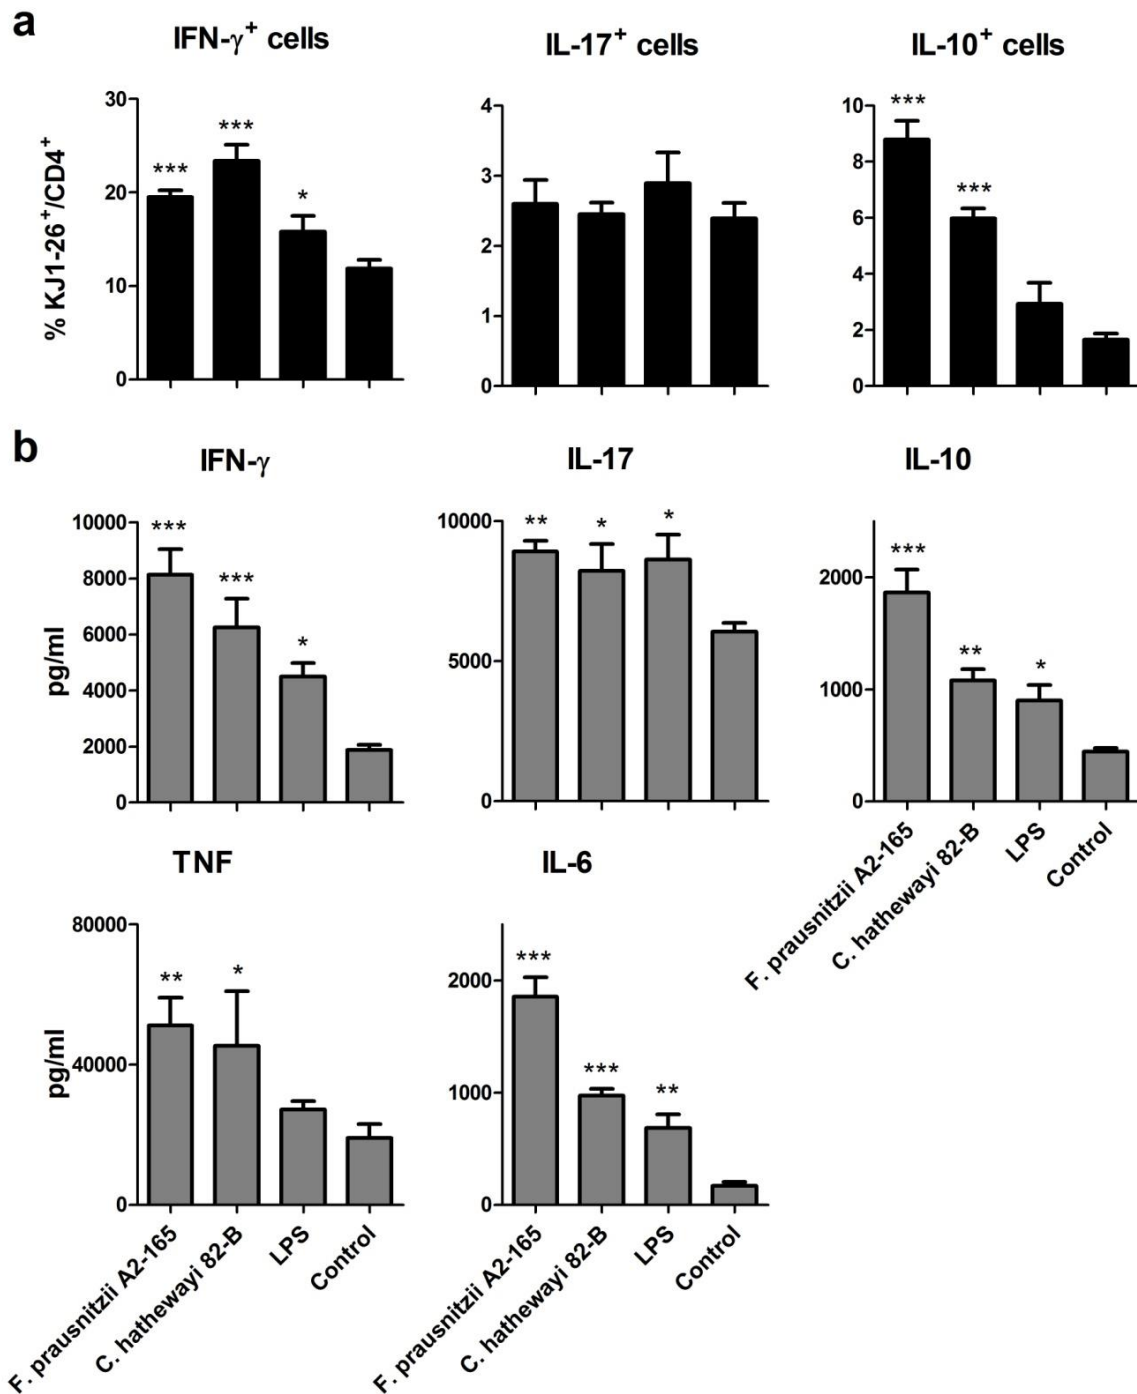 a
IFN-γ⁺ cells
IL-17⁺ cells
IL-10⁺ cells
% KJ1-26⁺/CD4⁺
30
20
10
0
***
***
*
4
3
2
1
0
10
8
6
4
2
0
***
***
b
IFN-γ
IL-17
IL-10
pg/ml
10000
8000
6000
4000
2000
0
***
***
*
10000
5000
0
**
*
*
2000
1000
0
***
**
*
F. prausnitzii A2-165
C. hathewayi 82-B
LPS
Control
TNF
IL-6
pg/ml
80000
40000
0
**
*
2000
1000
0
***
***
**
F. prausnitzii A2-165
C. hathewayi 82-B
LPS
Control
F. prausnitzii A2-165
C. hathewayi 82-B
LPS
Control